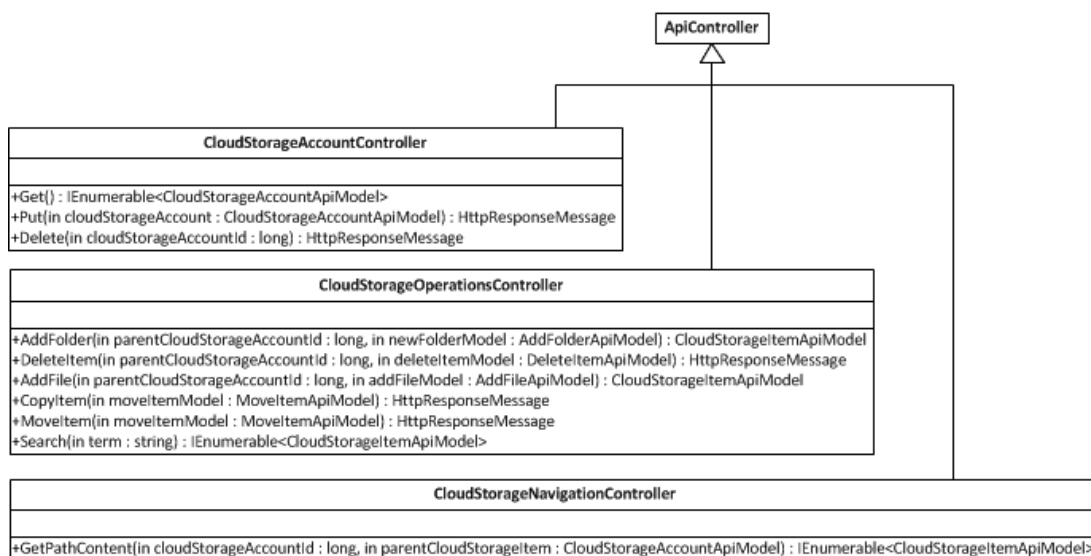 ApiController
CloudStorageAccountController
+Get() : IEnumerable<CloudStorageAccountApiModel>
+Put(in cloudStorageAccount : CloudStorageAccountApiModel) : HttpResponseMessage
+Delete(in cloudStorageAccountId : long) : HttpResponseMessage
CloudStorageOperationsController
+AddFolder(in parentCloudStorageAccountId : long, in newFolderModel : AddFolderApiModel) : CloudStorageItemApiModel
+DeleteItem(in parentCloudStorageAccountId : long, in deleteItemModel : DeleteItemApiModel) : HttpResponseMessage
+AddFile(in parentCloudStorageAccountId : long, in addFileModel : AddFileApiModel) : CloudStorageItemApiModel
+CopyItem(in moveItemModel : MoveItemApiModel) : HttpResponseMessage
+MoveItem(in moveItemModel : MoveItemApiModel) : HttpResponseMessage
+Search(in term : string) : IEnumerable<CloudStorageItemApiModel>
CloudStorageNavigationController
+GetPathContent(in cloudStorageAccountId : long, in parentCloudStorageItem : CloudStorageAccountApiModel) : IEnumerable<CloudStorageItemApiModel>